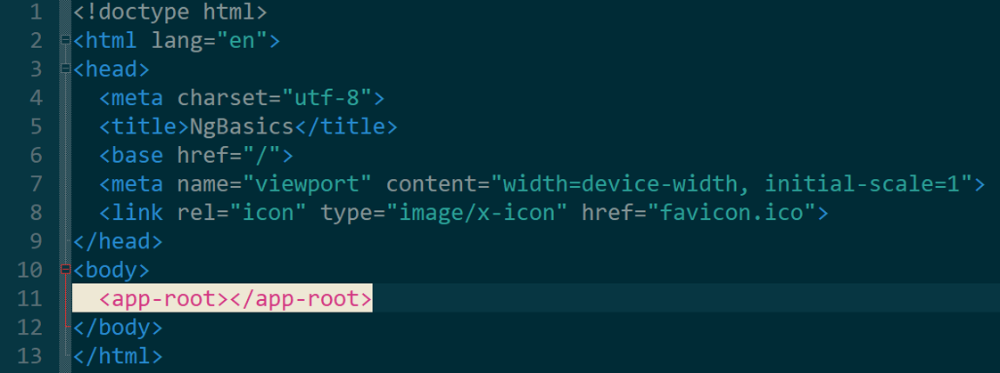 1 <!doctype html>
2 <html lang="en">
3 <head>
4   <meta charset="utf-8">
5   <title>NgBasics</title>
6   <base href="/">
7   <meta name="viewport" content="width=device-width, initial-scale=1">
8   <link rel="icon" type="image/x-icon" href="favicon.ico">
9 </head>
10 <body>
11   <app-root></app-root>
12 </body>
13 </html>